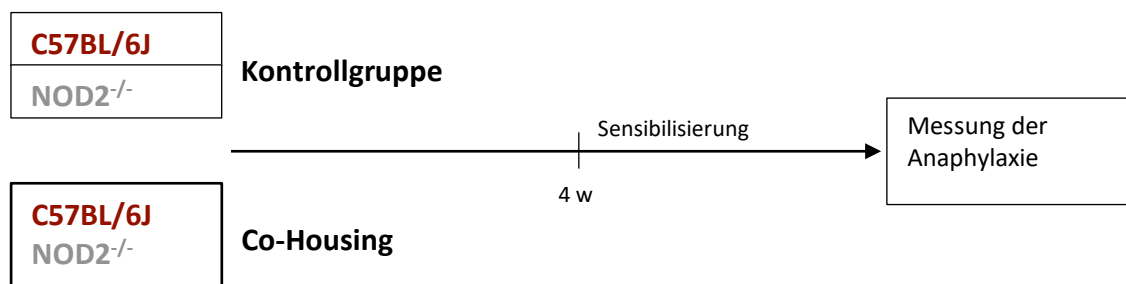 C57BL/6J
NOD2-/-
Kontrollgruppe
Sensibilisierung
4 w
Messung der
Anaphylaxie
C57BL/6J
NOD2-/-
Co-Housing